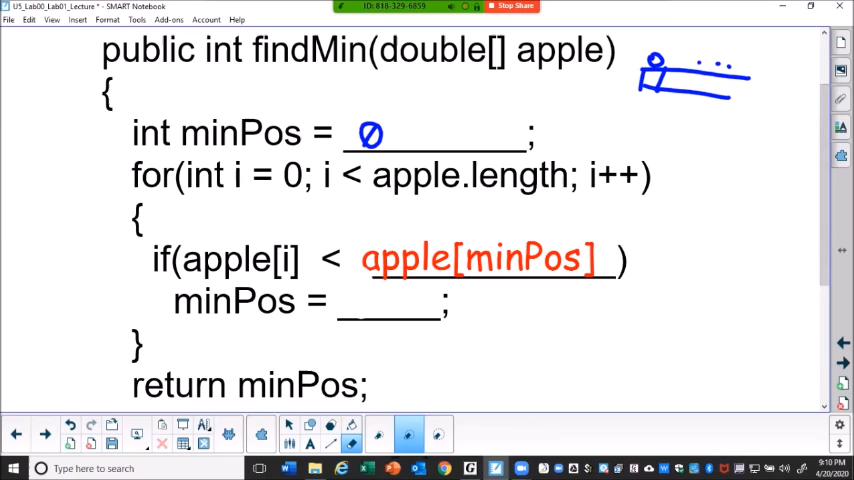 U5_Lab00_Lab01_Lecture * - SMART Notebook
ID: 818-329-6859 Stop Share
File Edit View Insert Format Tools Add-ons Account Help
public int findMin(double[] apple)
{
int minPos = 0;
for(int i = 0; i < apple.length; i++)
{
if(apple[i] < apple[minPos])
minPos = _____;
}
return minPos;
Type here to search
9:10 PM
4/20/2020